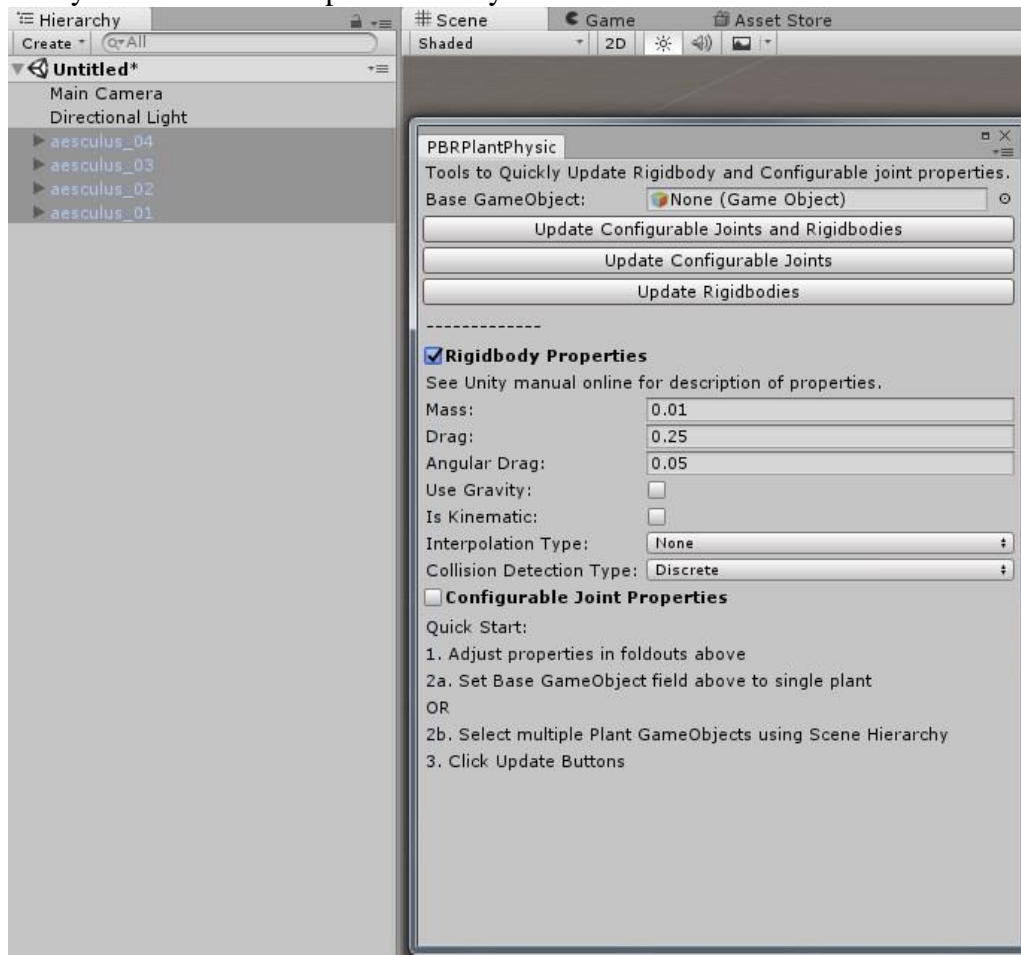 Hierarchy
Create
All
Untitled*
Main Camera
Directional Light
aesculus_04
aesculus_03
aesculus_02
aesculus_01
Scene
Game
Asset Store
Shaded
2D
PBRPlantPhysic
Tools to Quickly Update Rigidbody and Configurable joint properties.
Base GameObject: None (Game Object)
Update Configurable Joints and Rigidbodies
Update Configurable Joints
Update Rigidbodies
-------------
Rigidbody Properties
See Unity manual online for description of properties.
Mass: 0.01
Drag: 0.25
Angular Drag: 0.05
Use Gravity:
Is Kinematic:
Interpolation Type: None
Collision Detection Type: Discrete
Configurable Joint Properties
Quick Start:
1. Adjust properties in foldouts above
2a. Set Base GameObject field above to single plant
OR
2b. Select multiple Plant GameObjects using Scene Hierarchy
3. Click Update Buttons